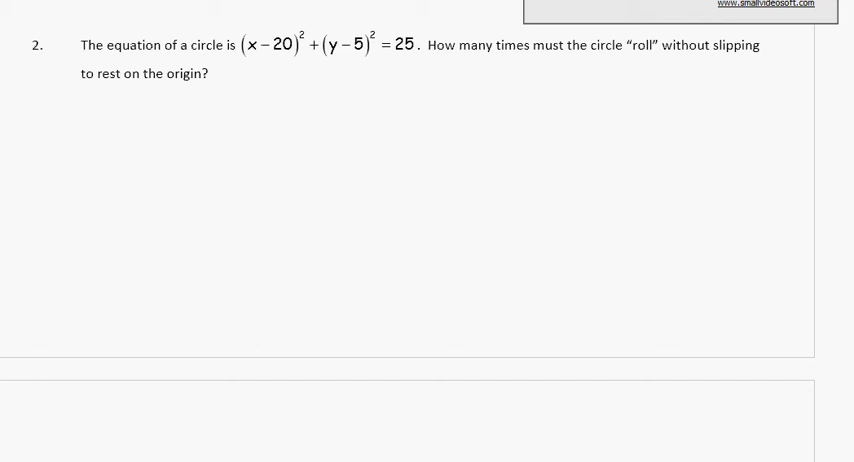 www.smallvideosoft.com
2. The equation of a circle is (x − 20)² + (y − 5)² = 25. How many times must the circle “roll” without slipping
to rest on the origin?